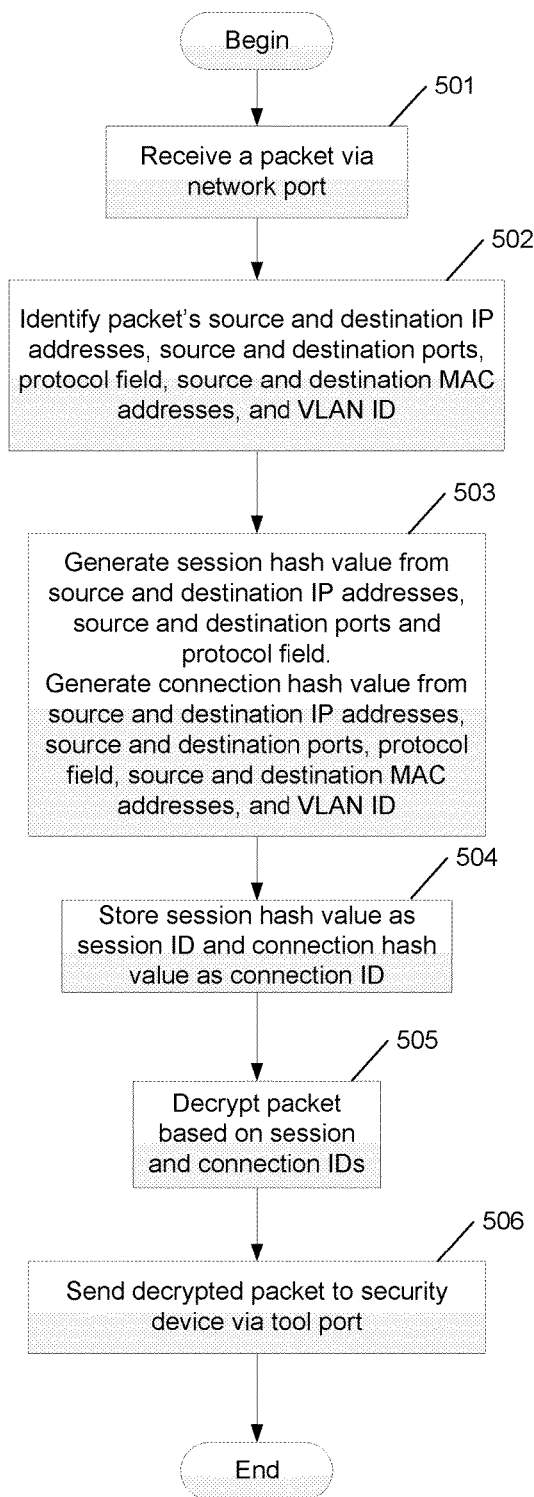 Begin
501
Receive a packet via
network port
502
Identify packet's source and destination IP
addresses, source and destination ports,
protocol field, source and destination MAC
addresses, and VLAN ID
503
Generate session hash value from
source and destination IP addresses,
source and destination ports and
protocol field.
Generate connection hash value from
source and destination IP addresses,
source and destination ports, protocol
field, source and destination MAC
addresses, and VLAN ID
504
Store session hash value as
session ID and connection hash
value as connection ID
505
Decrypt packet
based on session
and connection IDs
506
Send decrypted packet to security
device via tool port
End